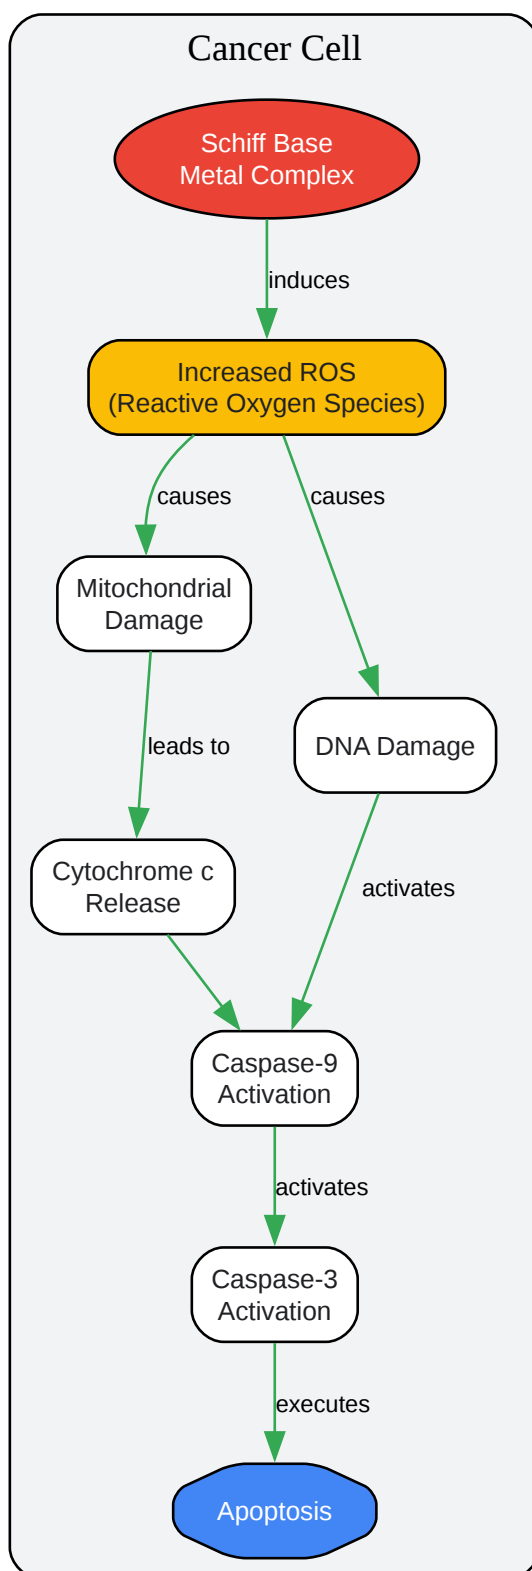 Cancer Cell
Schiff Base
Metal Complex
induces
Increased ROS
(Reactive Oxygen Species)
causes
causes
Mitochondrial
Damage
leads to
DNA Damage
Cytochrome c
Release
activates
Caspase-9
Activation
activates
Caspase-3
Activation
executes
Apoptosis